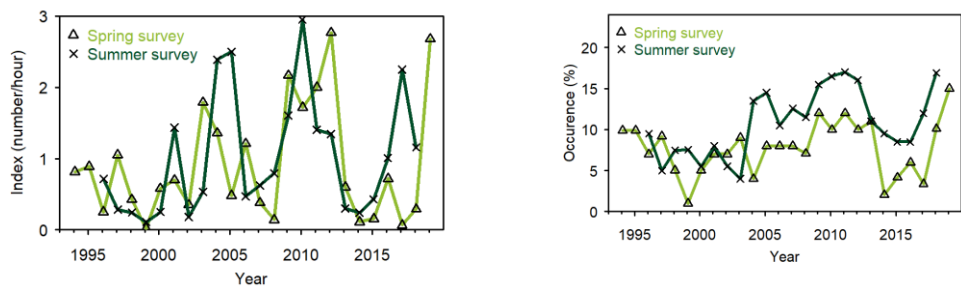 3
2
1
0
Index (number/hour)
Spring survey
Summer survey
1995 2000 2005 2010 2015
Year
20
15
10
5
0
Occurence (%)
Spring survey
Summer survey
1995 2000 2005 2010 2015
Year